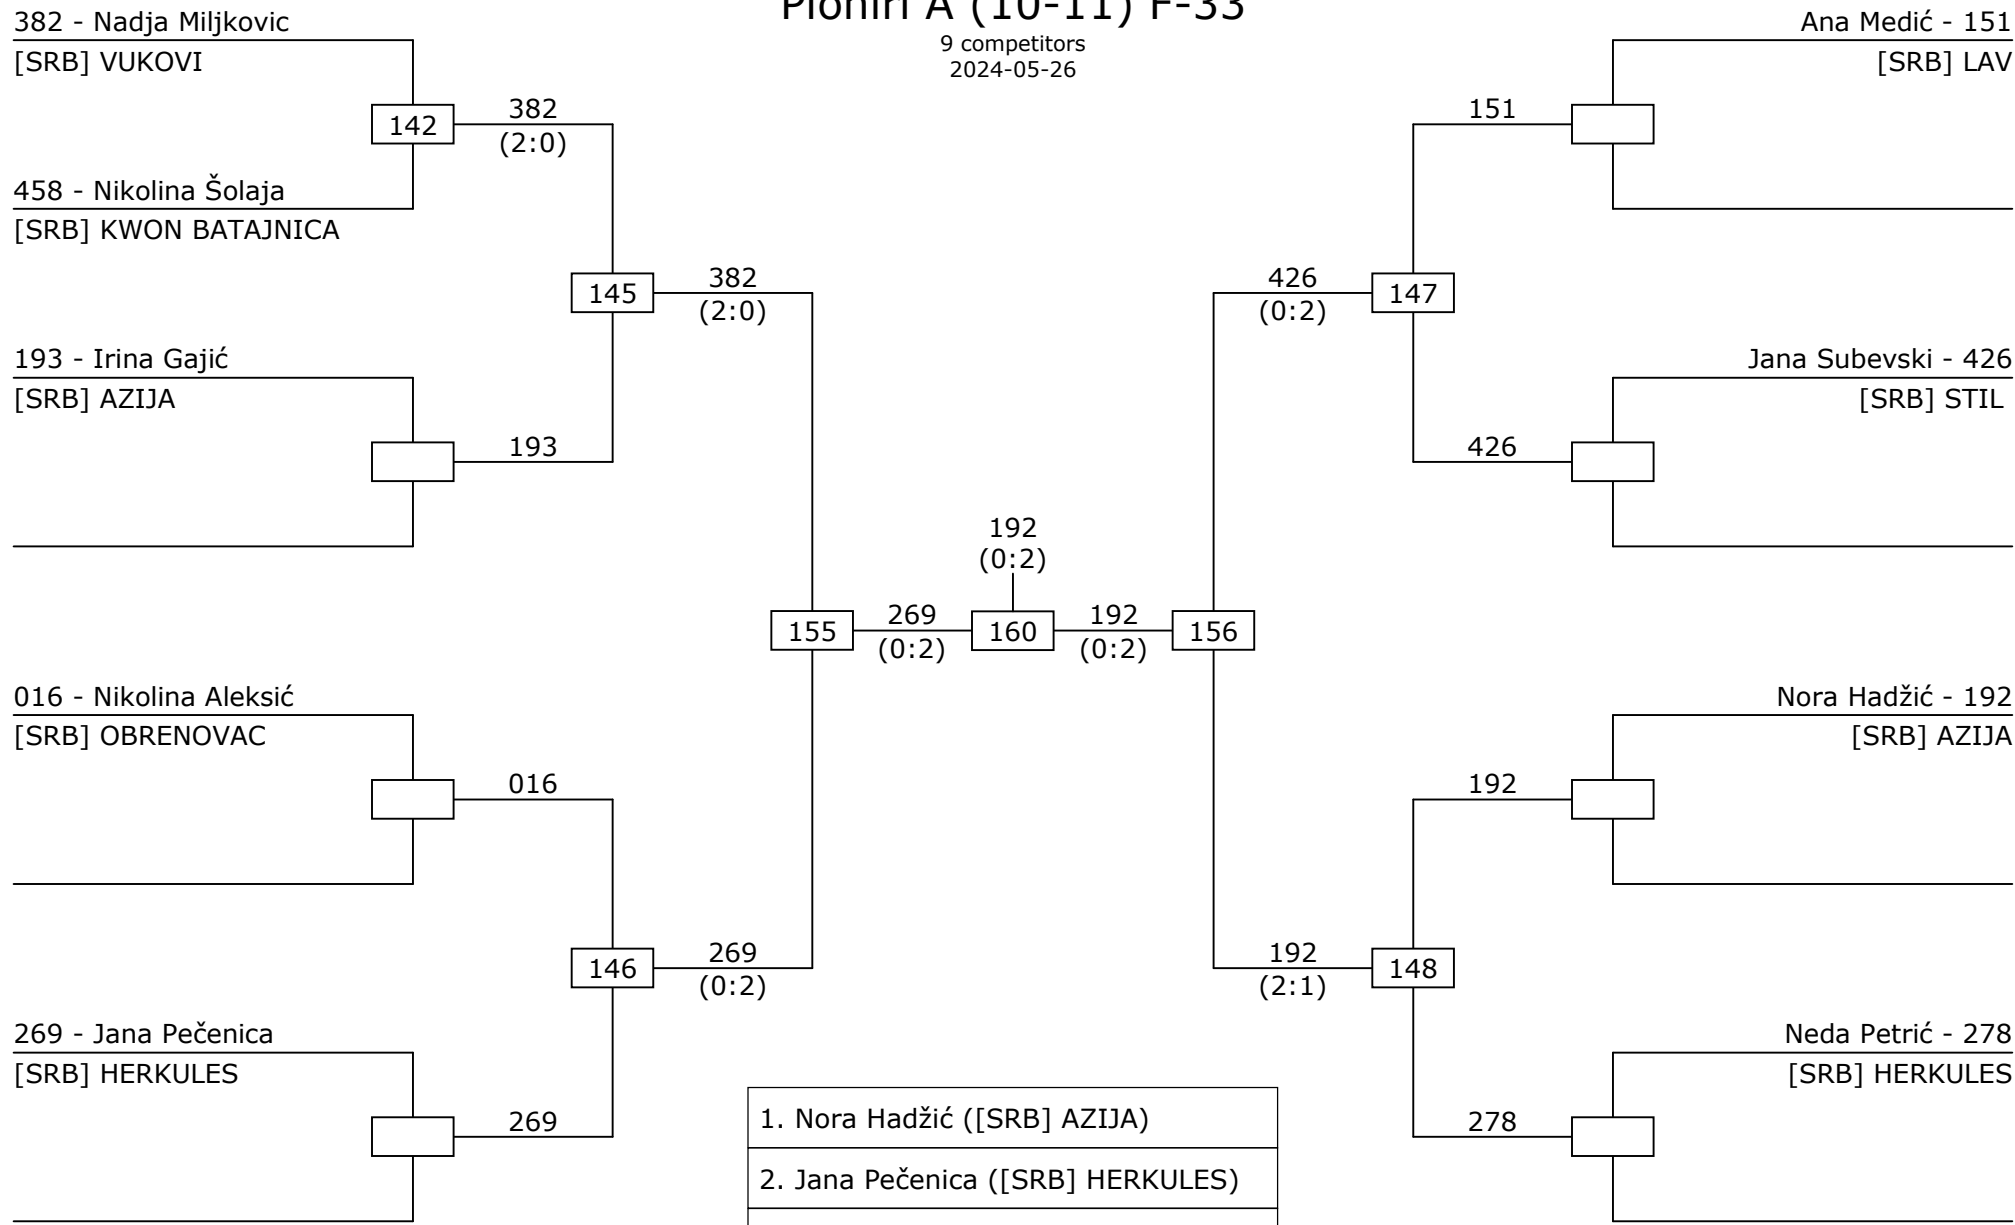 Pioniri A (10-11) F-33
9 competitors
2024-05-26
382 - Nadja Miljkovic
[SRB] VUKOVI
142
382
(2:0)
458 - Nikolina Šolaja
[SRB] KWON BATAJNICA
145
382
(2:0)
193 - Irina Gajić
[SRB] AZIJA
193
016 - Nikolina Aleksić
[SRB] OBRENOVAC
016
146
269
(0:2)
269 - Jana Pečenica
[SRB] HERKULES
269
155
269
(0:2)
192
(0:2)
160
192
(0:2)
156
Ana Medić - 151
[SRB] LAV
151
426
(0:2)
147
Jana Subevski - 426
[SRB] STIL
426
Nora Hadžić - 192
[SRB] AZIJA
192
192
(2:1)
148
Neda Petrić - 278
[SRB] HERKULES
278
1. Nora Hadžić ([SRB] AZIJA)
2. Jana Pečenica ([SRB] HERKULES)